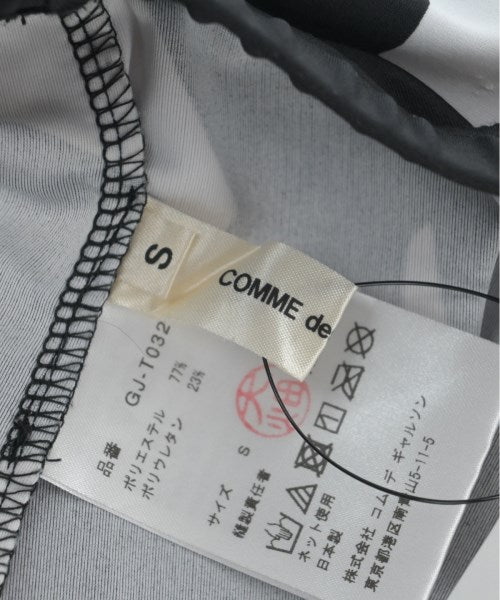 S
COMME de
品番 GJ-T032
ポリエステル 77%
ポリウレタン 23%
サイズ S
縫製責任者
ネット使用
日本製
株式会社 コム デ ギャルソン
東京都港区南青山5-11-5